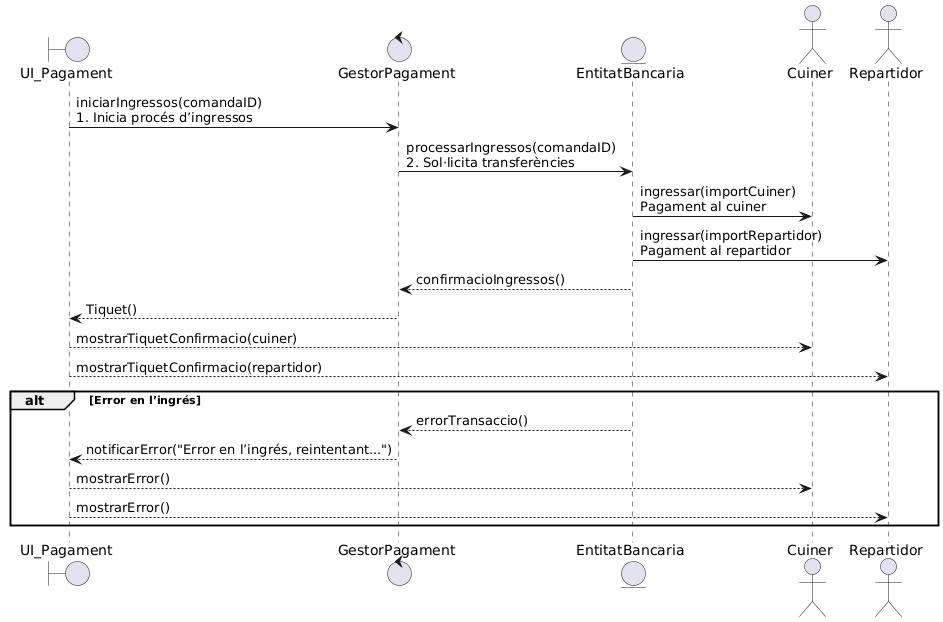 UI_Pagament
GestorPagament
EntitatBancaria
Cuiner
Repartidor
iniciarIngressos(comandaID)
1. Inicia procés d’ingressos
processarIngressos(comandaID)
2. Sol·licita transferències
ingressar(importCuiner)
Pagament al cuiner
ingressar(importRepartidor)
Pagament al repartidor
confirmacioIngressos()
Tiquet()
mostrarTiquetConfirmacio(cuiner)
mostrarTiquetConfirmacio(repartidor)
alt [Error en l’ingrés]
errorTransaccio()
notificarError("Error en l’ingrés, reintentant...")
mostrarError()
mostrarError()
UI_Pagament
GestorPagament
EntitatBancaria
Cuiner
Repartidor